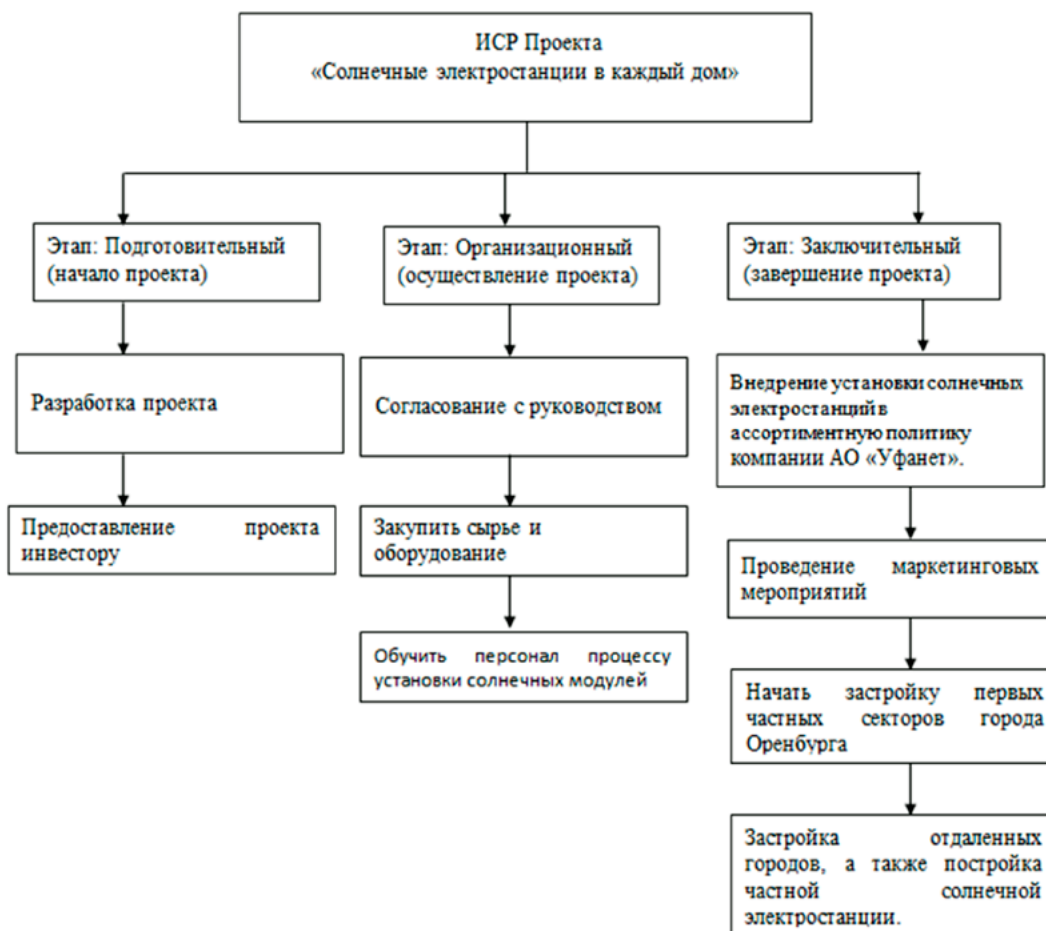 ИСР Проекта
«Солнечные электростанции в каждый дом»
Этап: Подготовительный
(начало проекта)
Разработка проекта
Предоставление проекта
инвестору
Этап: Организационный
(осуществление проекта)
Согласование с руководством
Закупить сырье и
оборудование
Обучить персонал процессу
установки солнечных модулей
Этап: Заключительный
(завершение проекта)
Внедрение установки солнечных
электростанций в
ассортиментную политику
компании АО «Уфанет».
Проведение маркетинговых
мероприятий
Начать застройку первых
частных секторов города
Оренбурга
Застройка отдаленных
городов, а также постройка
частной солнечной
электростанции.